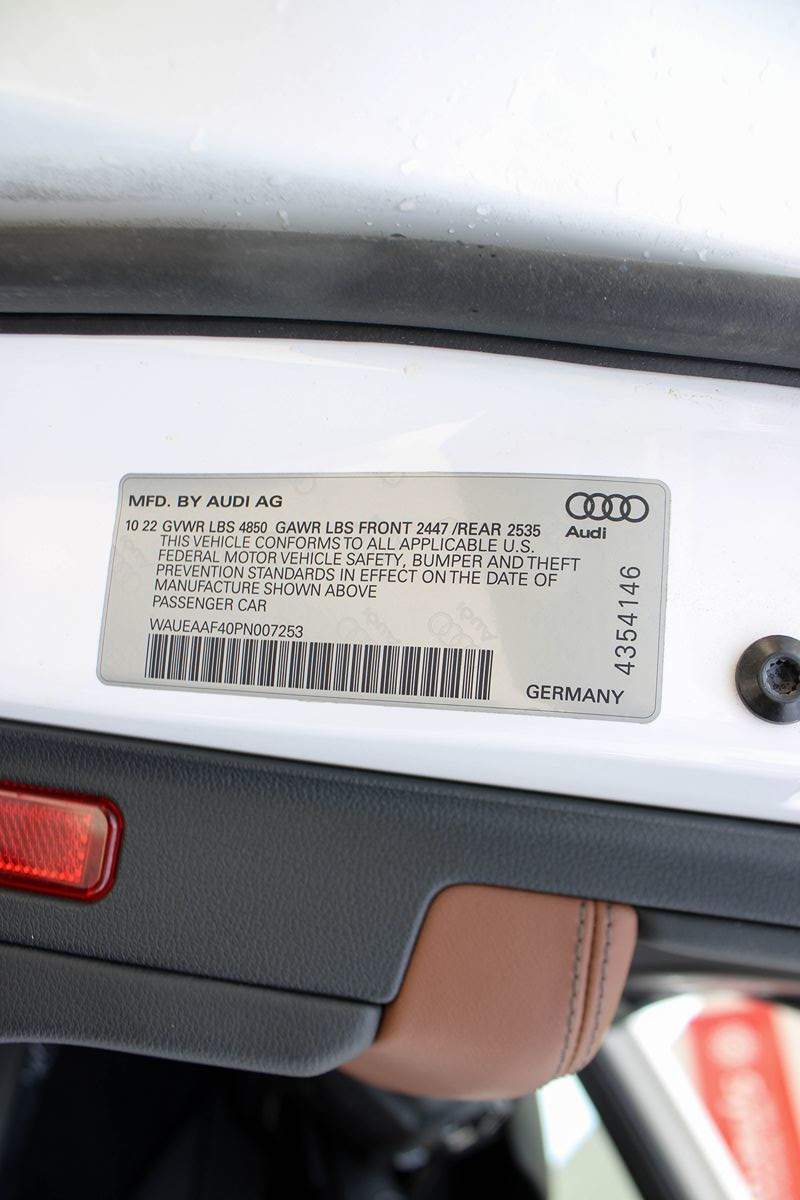 MFD. BY AUDI AG
Audi
10 22 GVWR LBS 4850 GAWR LBS FRONT 2447 /REAR 2535
THIS VEHICLE CONFORMS TO ALL APPLICABLE U.S.
FEDERAL MOTOR VEHICLE SAFETY, BUMPER AND THEFT
PREVENTION STANDARDS IN EFFECT ON THE DATE OF
MANUFACTURE SHOWN ABOVE
PASSENGER CAR
WAUEAAF40PN007253
4354146
GERMANY